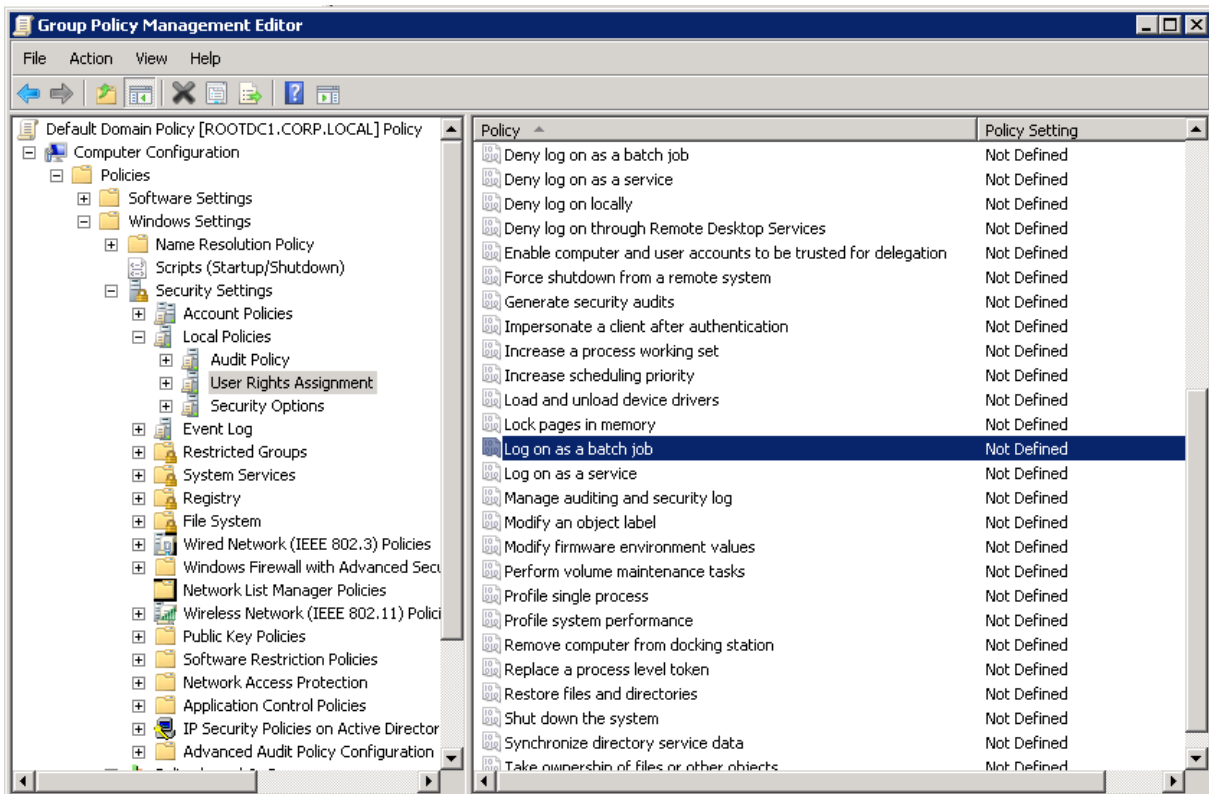 Group Policy Management Editor
File Action View Help
Default Domain Policy [ROOTDC1.CORP.LOCAL] Policy
Computer Configuration
Policies
Software Settings
Windows Settings
Name Resolution Policy
Scripts (Startup/Shutdown)
Security Settings
Account Policies
Local Policies
Audit Policy
User Rights Assignment
Security Options
Event Log
Restricted Groups
System Services
Registry
File System
Wired Network (IEEE 802.3) Policies
Windows Firewall with Advanced Secu
Network List Manager Policies
Wireless Network (IEEE 802.11) Polici
Public Key Policies
Software Restriction Policies
Network Access Protection
Application Control Policies
IP Security Policies on Active Director
Advanced Audit Policy Configuration
Policy Policy Setting
Deny log on as a batch job Not Defined
Deny log on as a service Not Defined
Deny log on locally Not Defined
Deny log on through Remote Desktop Services Not Defined
Enable computer and user accounts to be trusted for delegation Not Defined
Force shutdown from a remote system Not Defined
Generate security audits Not Defined
Impersonate a client after authentication Not Defined
Increase a process working set Not Defined
Increase scheduling priority Not Defined
Load and unload device drivers Not Defined
Lock pages in memory Not Defined
Log on as a batch job Not Defined
Log on as a service Not Defined
Manage auditing and security log Not Defined
Modify an object label Not Defined
Modify firmware environment values Not Defined
Perform volume maintenance tasks Not Defined
Profile single process Not Defined
Profile system performance Not Defined
Remove computer from docking station Not Defined
Replace a process level token Not Defined
Restore files and directories Not Defined
Shut down the system Not Defined
Synchronize directory service data Not Defined
Take ownership of files or other objects Not Defined